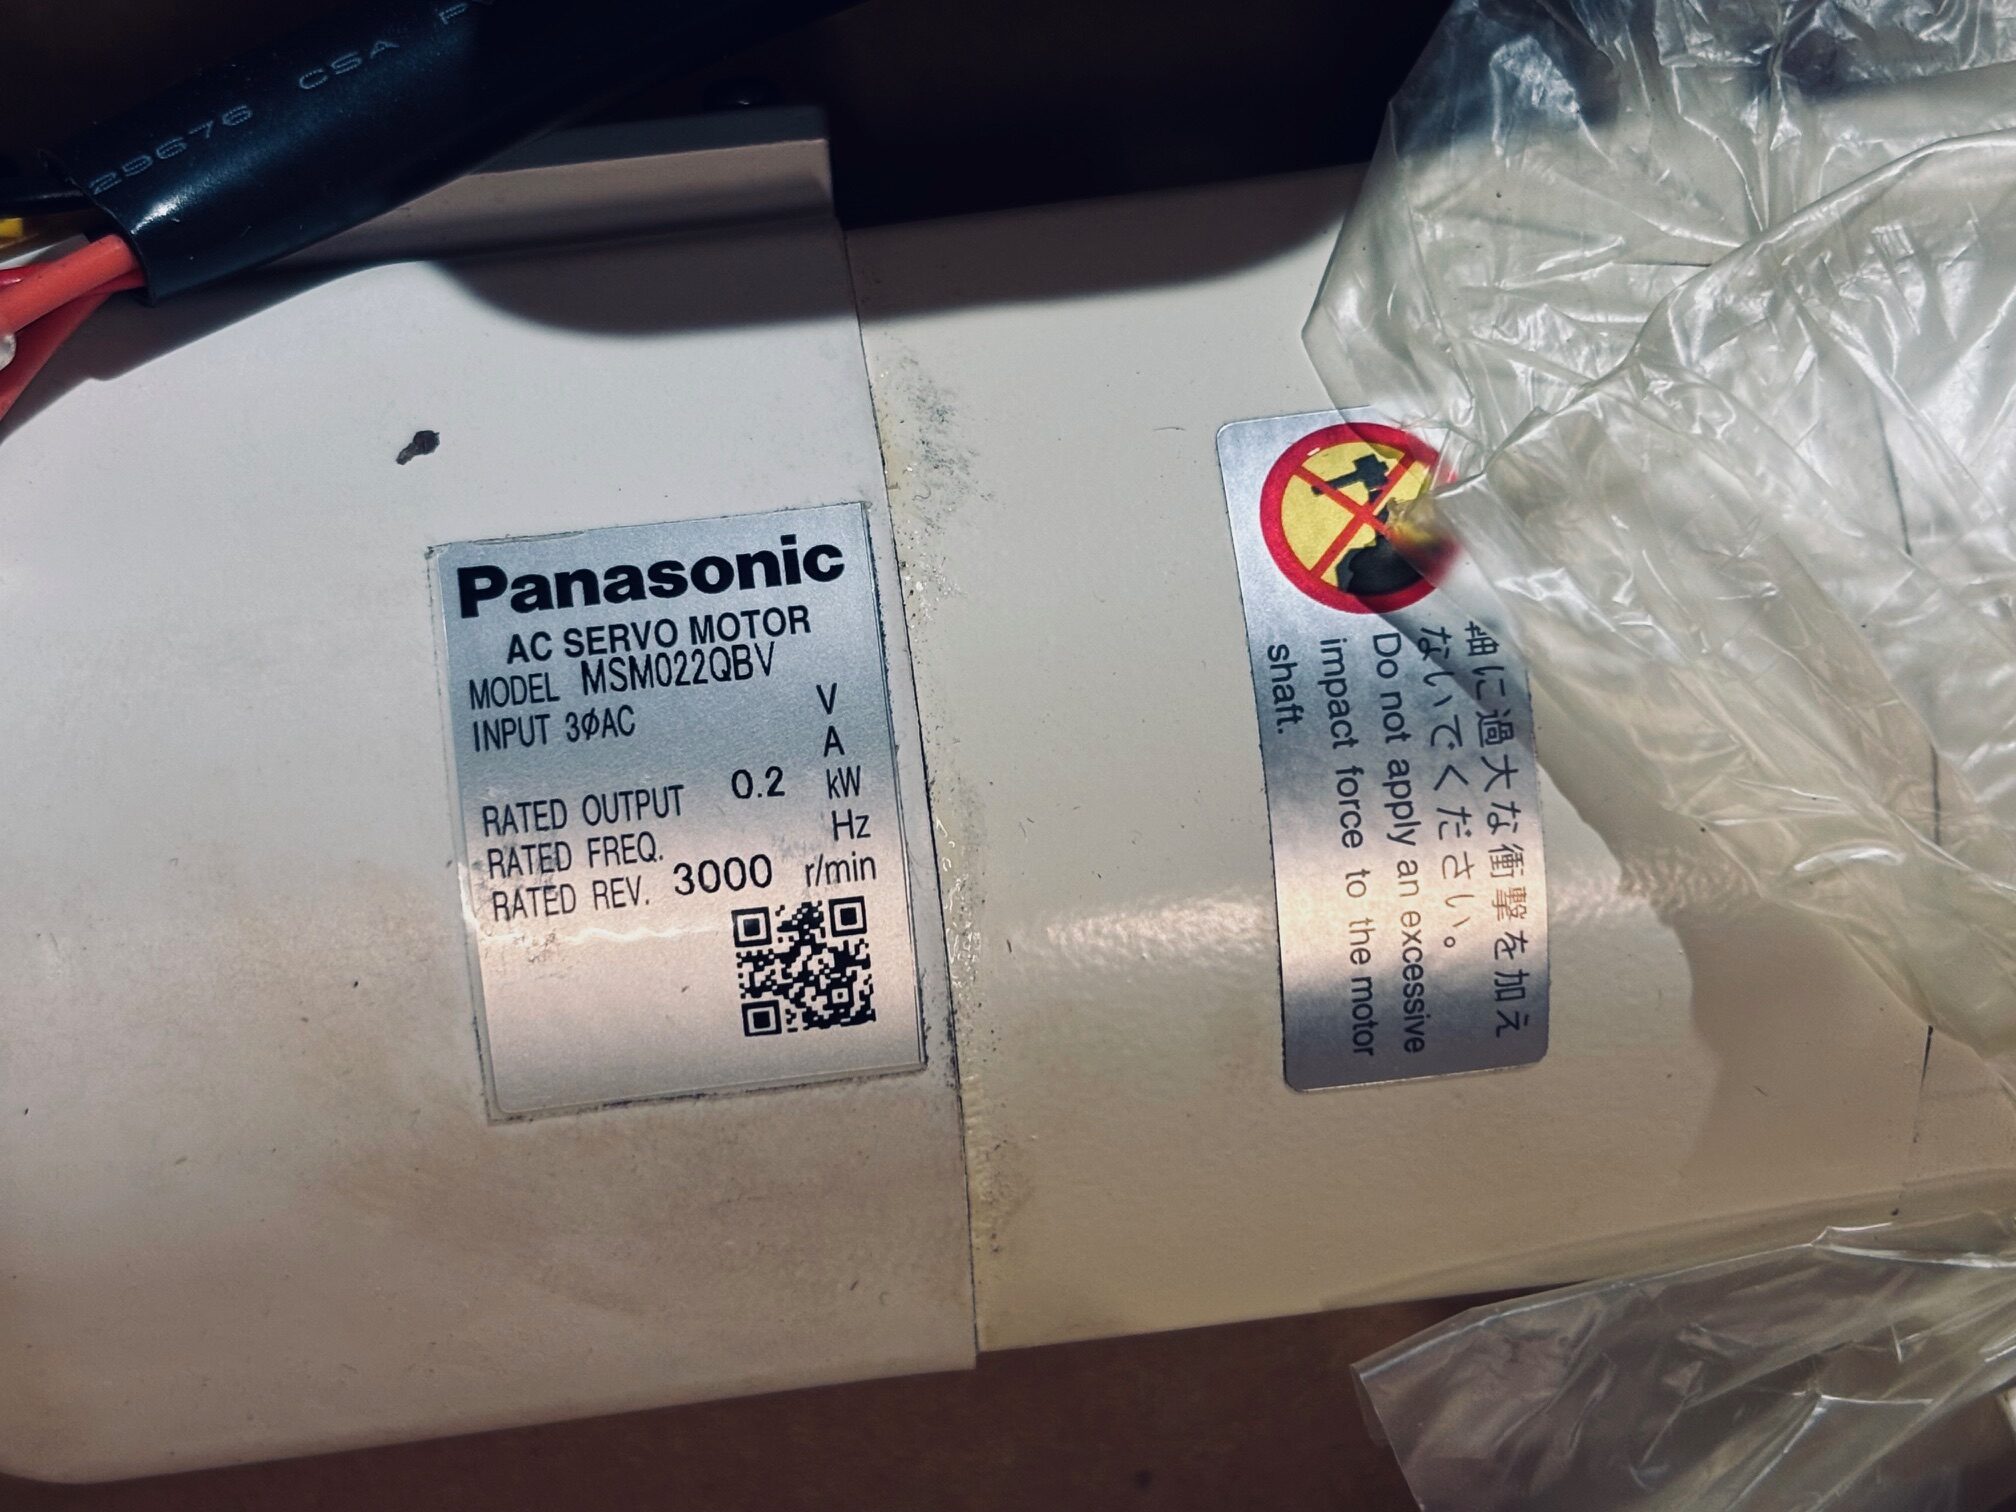 29676 CSA
Panasonic
AC SERVO MOTOR
MODEL MSM022QBV
INPUT 3ØAC V
A
RATED OUTPUT 0.2 kW
RATED FREQ. Hz
RATED REV. 3000 r/min
軸に過大な衝撃を加え
ないでください。
Do not apply an excessive
impact force to the motor
shaft.